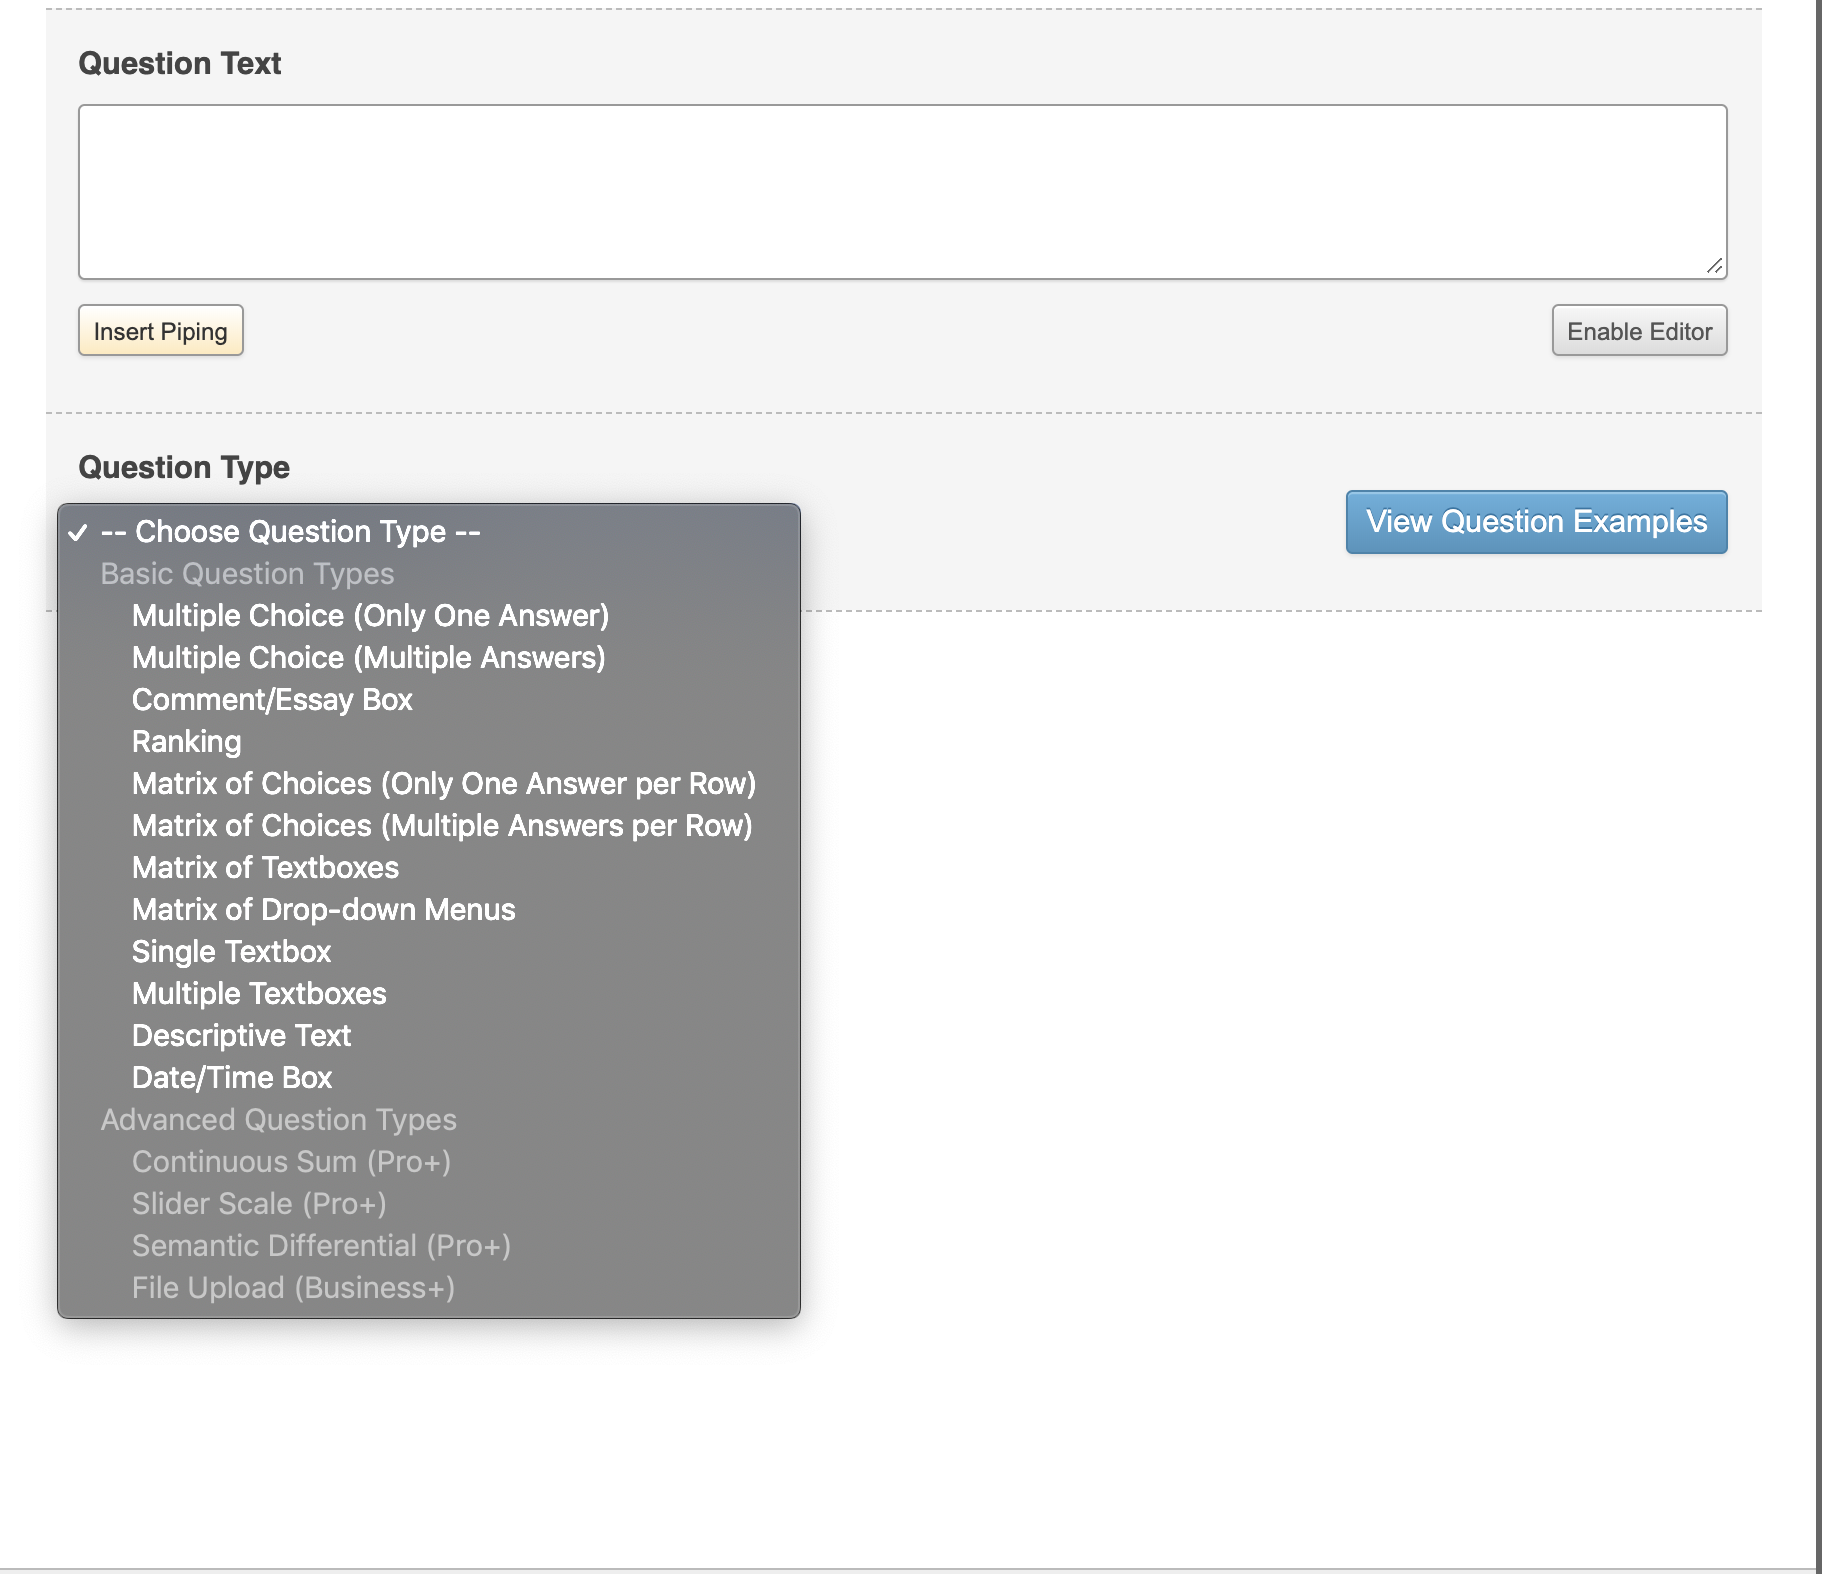 Question Text
Insert Piping
Enable Editor
Question Type
View Question Examples
-- Choose Question Type --
Basic Question Types
Multiple Choice (Only One Answer)
Multiple Choice (Multiple Answers)
Comment/Essay Box
Ranking
Matrix of Choices (Only One Answer per Row)
Matrix of Choices (Multiple Answers per Row)
Matrix of Textboxes
Matrix of Drop-down Menus
Single Textbox
Multiple Textboxes
Descriptive Text
Date/Time Box
Advanced Question Types
Continuous Sum (Pro+)
Slider Scale (Pro+)
Semantic Differential (Pro+)
File Upload (Business+)